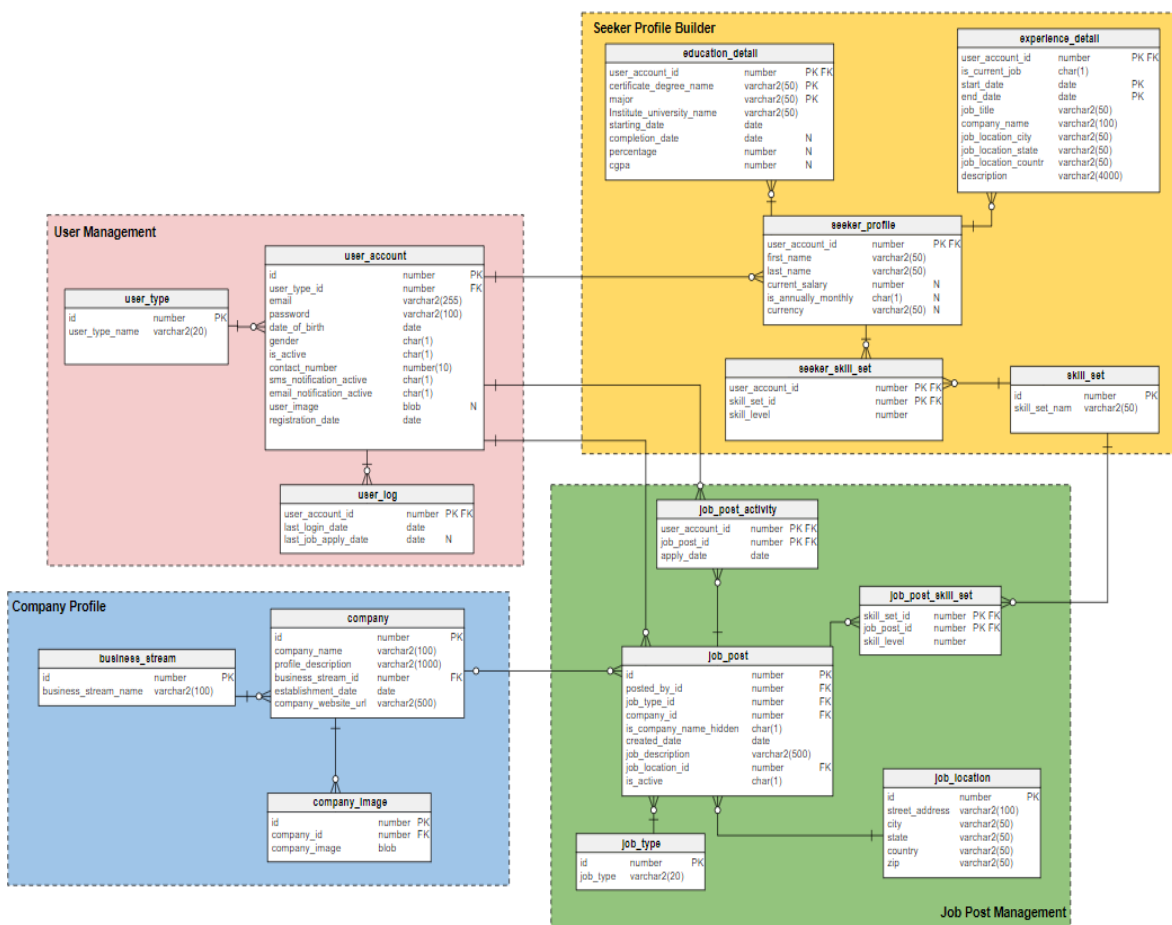 Seeker Profile Builder
education_detail
user_account_id number PK FK
certificate_degree_name varchar2(50) PK
major varchar2(50) PK
Institute_university_name varchar2(50)
starting_date date
completion_date date N
percentage number N
cgpa number N
experience_detail
user_account_id number PK FK
is_current_job char(1)
start_date date PK
end_date date PK
job_title varchar2(50)
company_name varchar2(100)
job_location_city varchar2(50)
job_location_state varchar2(50)
job_location_countr varchar2(50)
description varchar2(4000)
seeker_profile
user_account_id number PK FK
first_name varchar2(50)
last_name varchar2(50)
current_salary number N
is_annually_monthly char(1) N
currency varchar2(50) N
seeker_skill_set
user_account_id number PK FK
skill_set_id number PK FK
skill_level number
skill_set
id number PK
skill_set_nam varchar2(50)
User Management
user_type
id number PK
user_type_name varchar2(20)
user_account
id number PK
user_type_id number FK
email varchar2(255)
password varchar2(100)
date_of_birth date
gender char(1)
is_active char(1)
contact_number number(10)
sms_notification_active char(1)
email_notification_active char(1)
user_image blob N
registration_date date
user_log
user_account_id number PK FK
last_login_date date
last_job_apply_date date N
Company Profile
business_stream
id number PK
business_stream_name varchar2(100)
company
id number PK
company_name varchar2(100)
profile_description varchar2(1000)
business_stream_id number FK
establishment_date date
company_website_url varchar2(500)
company_image
id number PK
company_id number FK
company_image blob
job_post_activity
user_account_id number PK FK
job_post_id number PK FK
apply_date date
job_post_skill_set
skill_set_id number PK FK
job_post_id number PK FK
skill_level number
job_post
id number PK
posted_by_id number FK
job_type_id number FK
company_id number FK
is_company_name_hidden char(1)
created_date date
job_description varchar2(500)
job_location_id number FK
is_active char(1)
job_type
id number PK
job_type varchar2(20)
job_location
id number PK
street_address varchar2(100)
city varchar2(50)
state varchar2(50)
country varchar2(50)
zip varchar2(50)
Job Post Management